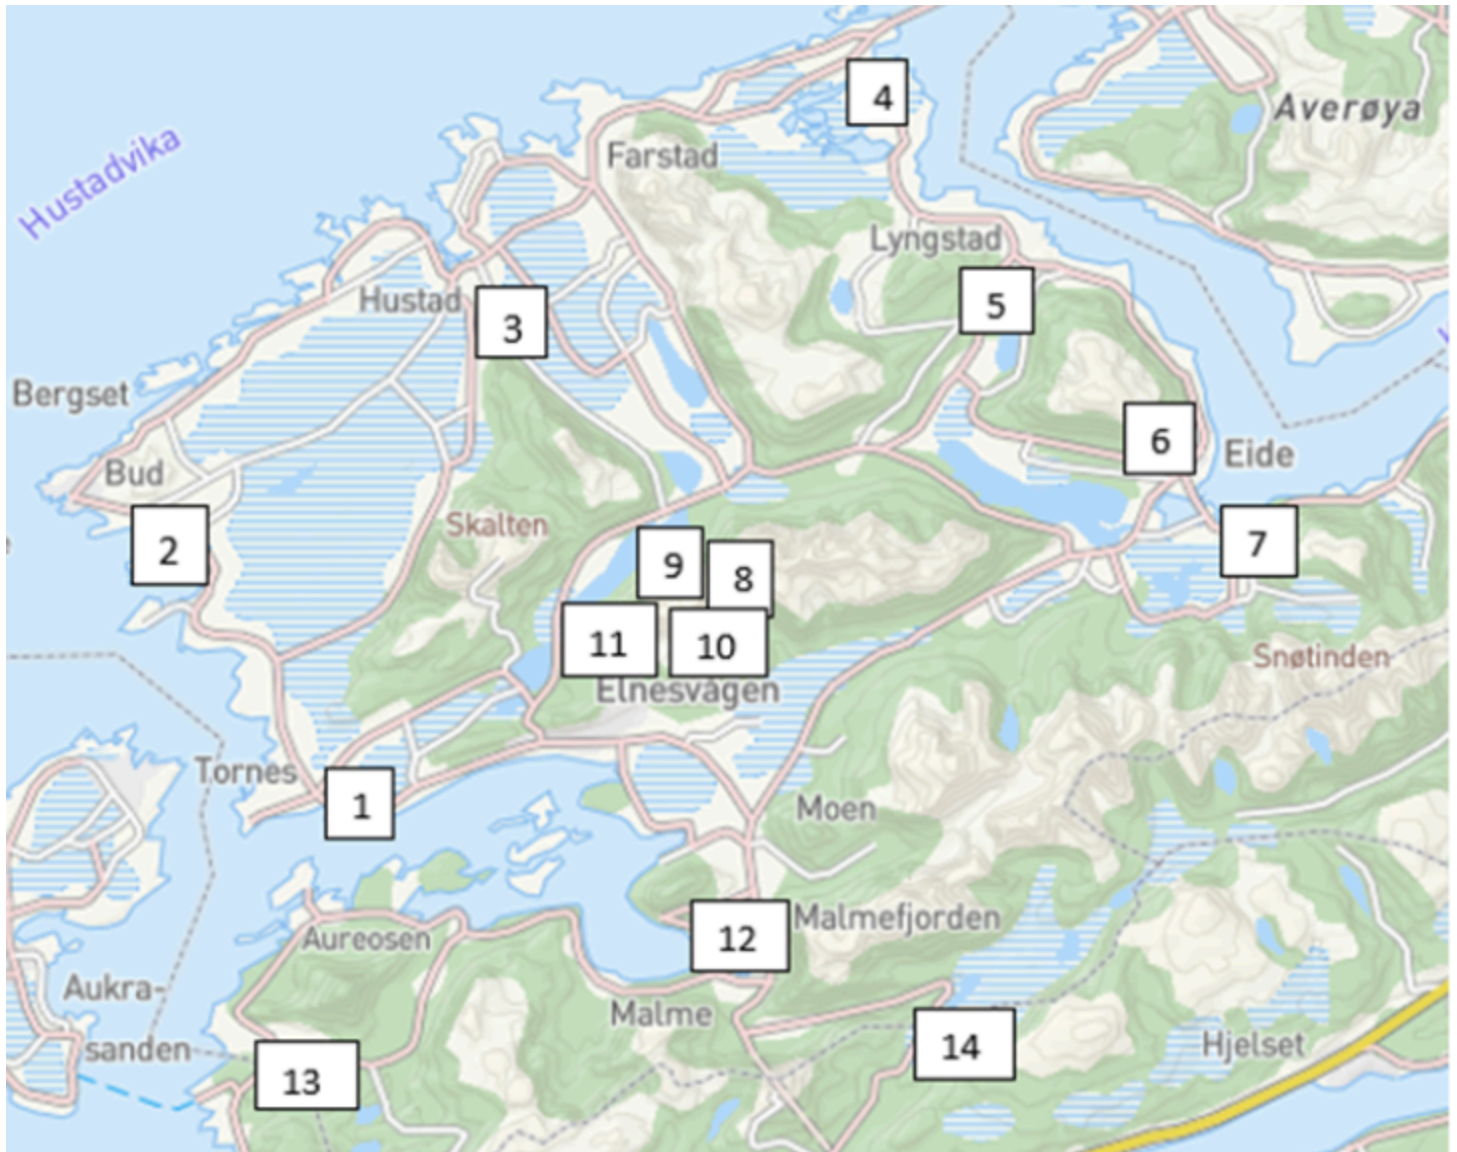 4
Averøya
Hustadvika
Farstad
Lyngstad
Hustad
3
5
Bergset
6
Eide
Bud
Skalten
2
7
9
8
11
10
Snøtinden
Elnesvågen
Tornes
1
Moen
12
Malmefjorden
Aureosen
Aukra-
sanden
Malme
14
Hjelset
13